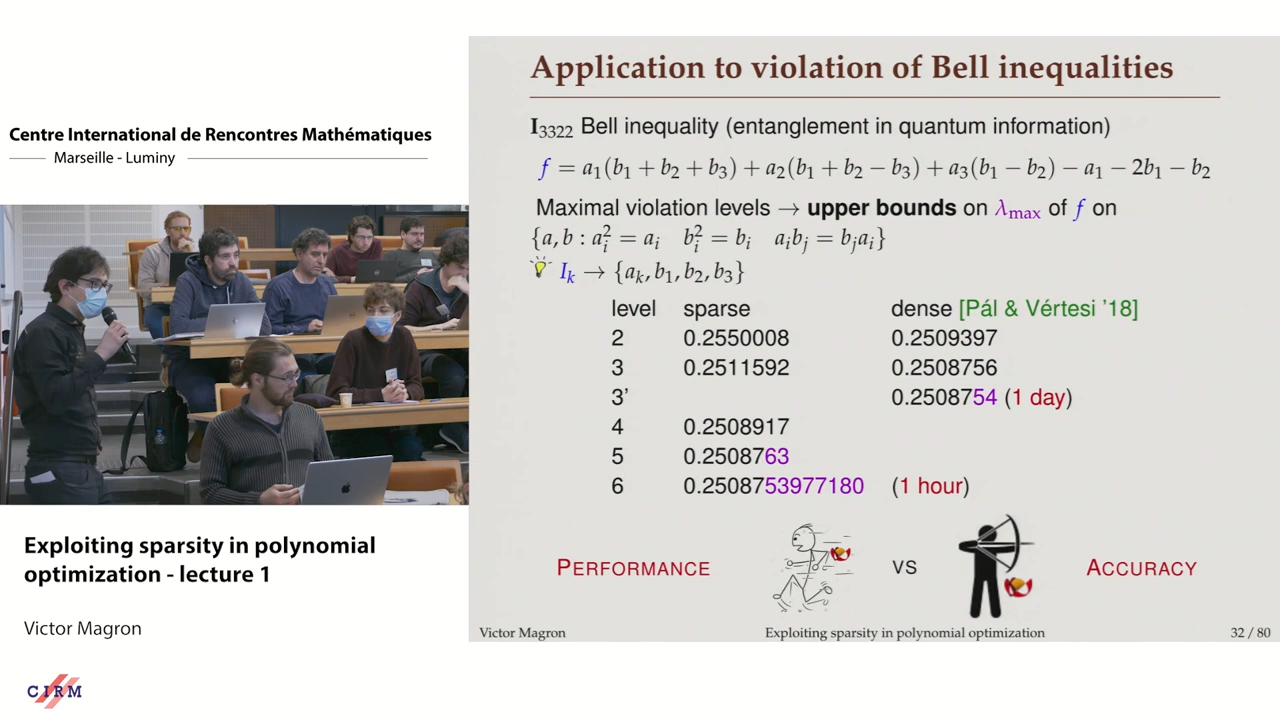 Centre International de Rencontres Mathématiques
Marseille - Luminy
Exploiting sparsity in polynomial
optimization - lecture 1
Victor Magron
CIRM
Application to violation of Bell inequalities
I₃₃₂₂ Bell inequality (entanglement in quantum information)
f = a₁(b₁ + b₂ + b₃) + a₂(b₁ + b₂ − b₃) + a₃(b₁ − b₂) − a₁ − 2b₁ − b₂
Maximal violation levels → upper bounds on λmax of f on
{a, b : aᵢ² = aᵢ bᵢ² = bᵢ aᵢbⱼ = bⱼaᵢ}
Iₖ → {aₖ, b₁, b₂, b₃}
level sparse dense [Pál & Vértesi '18]
2 0.2550008 0.2509397
3 0.2511592 0.2508756
3' 0.2508754 (1 day)
4 0.2508917
5 0.2508763
6 0.2508753977180 (1 hour)
PERFORMANCE VS ACCURACY
Victor Magron Exploiting sparsity in polynomial optimization 32 / 80